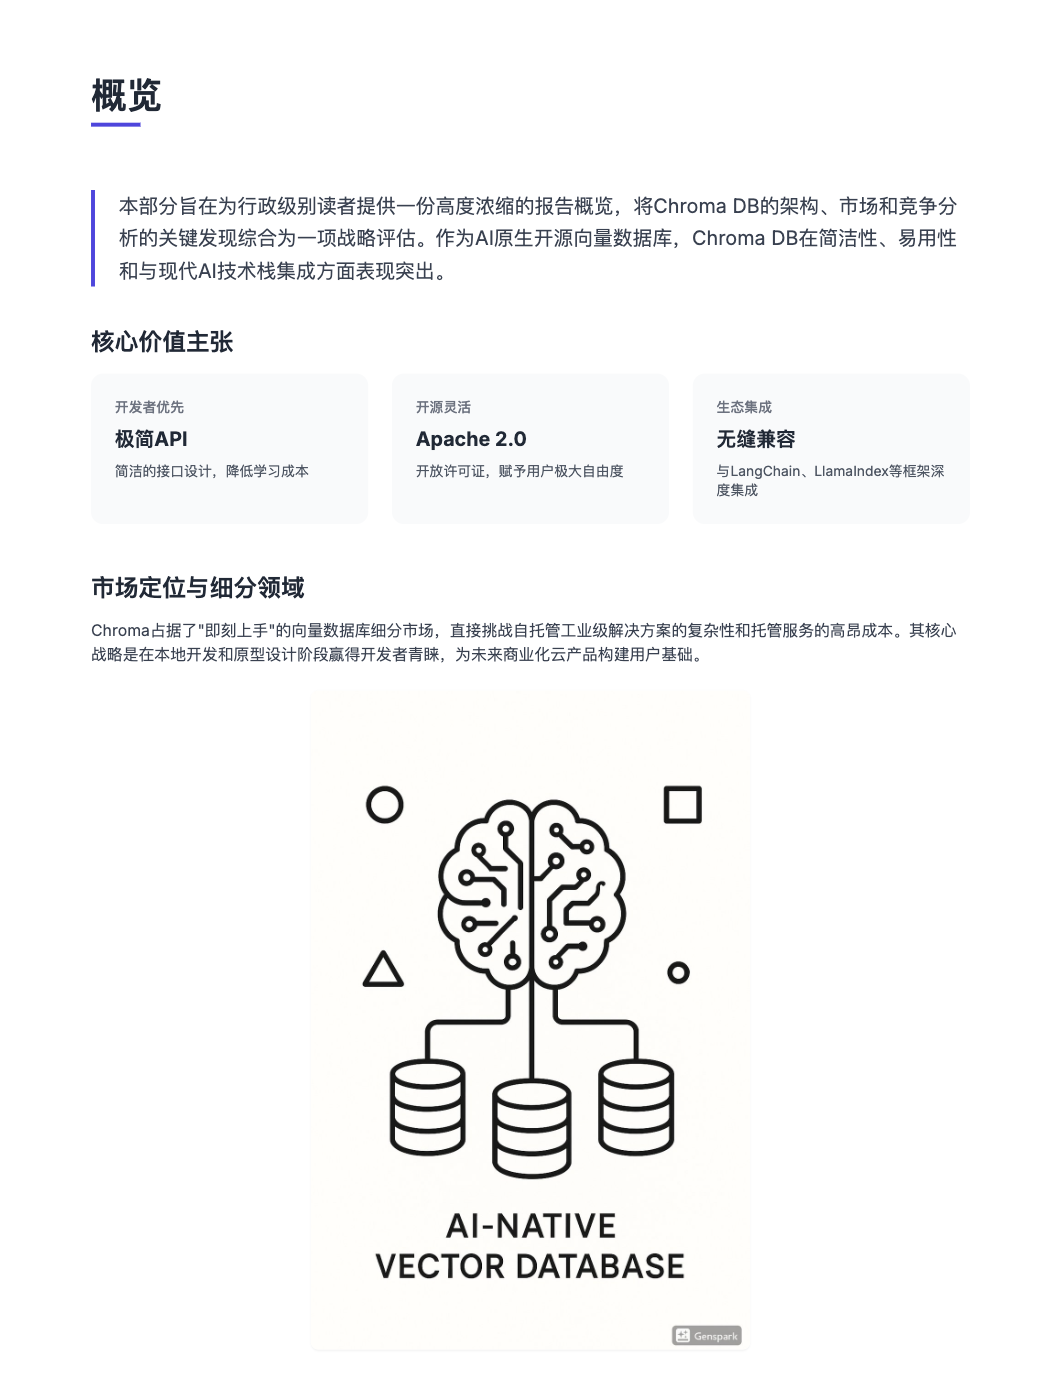 概览
本部分旨在为行政级别读者提供一份高度浓缩的报告概览，将Chroma DB的架构、市场和竞争分
析的关键发现综合为一项战略评估。作为AI原生开源向量数据库，Chroma DB在简洁性、易用性
和与现代AI技术栈集成方面表现突出。
核心价值主张
开发者优先
极简API
简洁的接口设计，降低学习成本
开源灵活
Apache 2.0
开放许可证，赋予用户极大自由度
生态集成
无缝兼容
与LangChain、LlamaIndex等框架深
度集成
市场定位与细分领域
Chroma占据了"即刻上手"的向量数据库细分市场，直接挑战自托管工业级解决方案的复杂性和托管服务的高昂成本。其核心
战略是在本地开发和原型设计阶段赢得开发者青睐，为未来商业化云产品构建用户基础。
AI-NATIVE
VECTOR DATABASE
Genspark